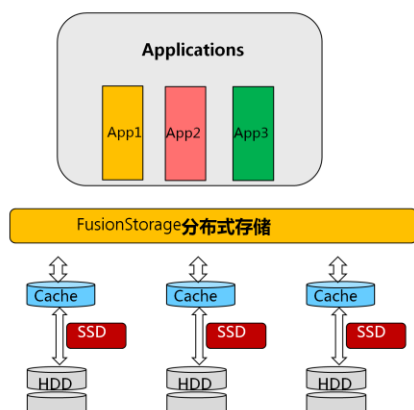 Applications
App1
App2
App3
FusionStorage分布式存储
Cache
Cache
Cache
SSD
SSD
SSD
HDD
HDD
HDD